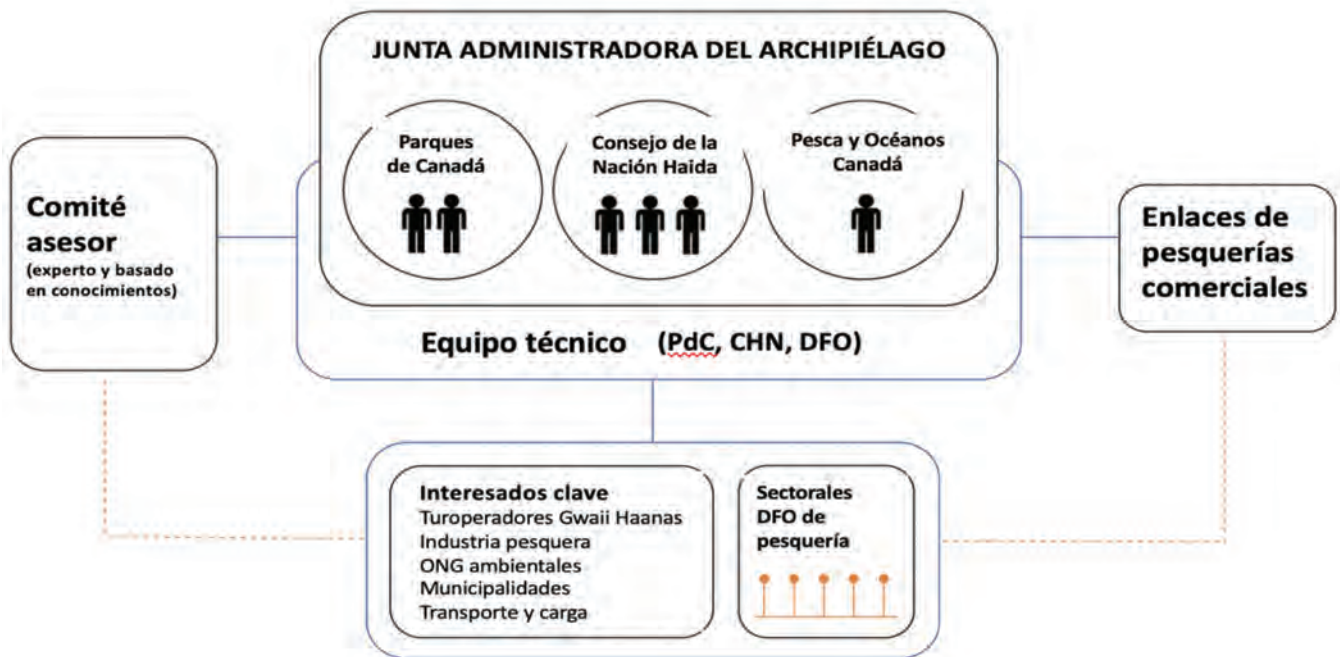 JUNTA ADMINISTRADORA DEL ARCHIPIÉLAGO
Parques
de Canadá
Consejo de la
Nación Haida
Pesca y Océanos
Canadá
Comité
asesor
(experto y basado
en conocimientos)
Enlaces de
pesquerías
comerciales
Equipo técnico (PdC, CHN, DFO)
Interesados clave
Turoperadores Gwaii Haanas
Industria pesquera
ONG ambientales
Municipalidades
Transporte y carga
Sectorales
DFO de
pesquería